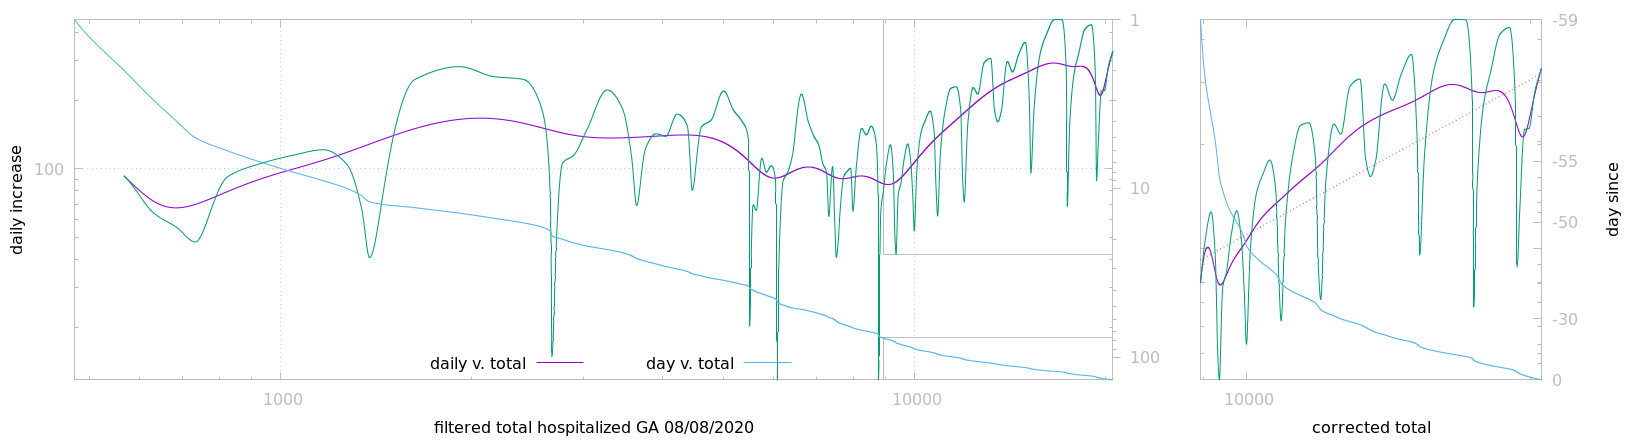 daily increase
100
1000
10000
1
10
100
daily v. total
day v. total
filtered total hospitalized GA 08/08/2020
-59
-55
-50
-30
0
day since
10000
corrected total